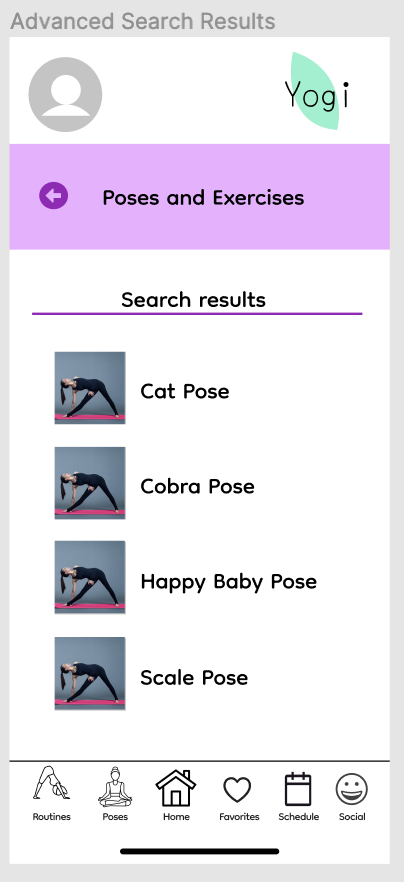 Advanced Search Results
Yogi
Poses and Exercises
Search results
Cat Pose
Cobra Pose
Happy Baby Pose
Scale Pose
Routines Poses Home Favorites Schedule Social